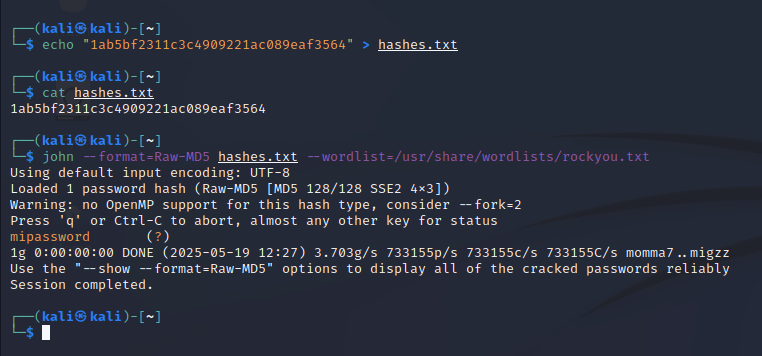 ┌──(kali㉿kali)-[~]
└─$ echo "1ab5bf2311c3c4909221ac089eaf3564" > hashes.txt
┌──(kali㉿kali)-[~]
└─$ cat hashes.txt
1ab5bf2311c3c4909221ac089eaf3564
┌──(kali㉿kali)-[~]
└─$ john --format=Raw-MD5 hashes.txt --wordlist=/usr/share/wordlists/rockyou.txt
Using default input encoding: UTF-8
Loaded 1 password hash (Raw-MD5 [MD5 128/128 SSE2 4×3])
Warning: no OpenMP support for this hash type, consider --fork=2
Press 'q' or Ctrl-C to abort, almost any other key for status
mipassword       (?)
1g 0:00:00:00 DONE (2025-05-19 12:27) 3.703g/s 733155p/s 733155c/s 733155C/s momma7..migzz
Use the "--show --format=Raw-MD5" options to display all of the cracked passwords reliably
Session completed.
┌──(kali㉿kali)-[~]
└─$